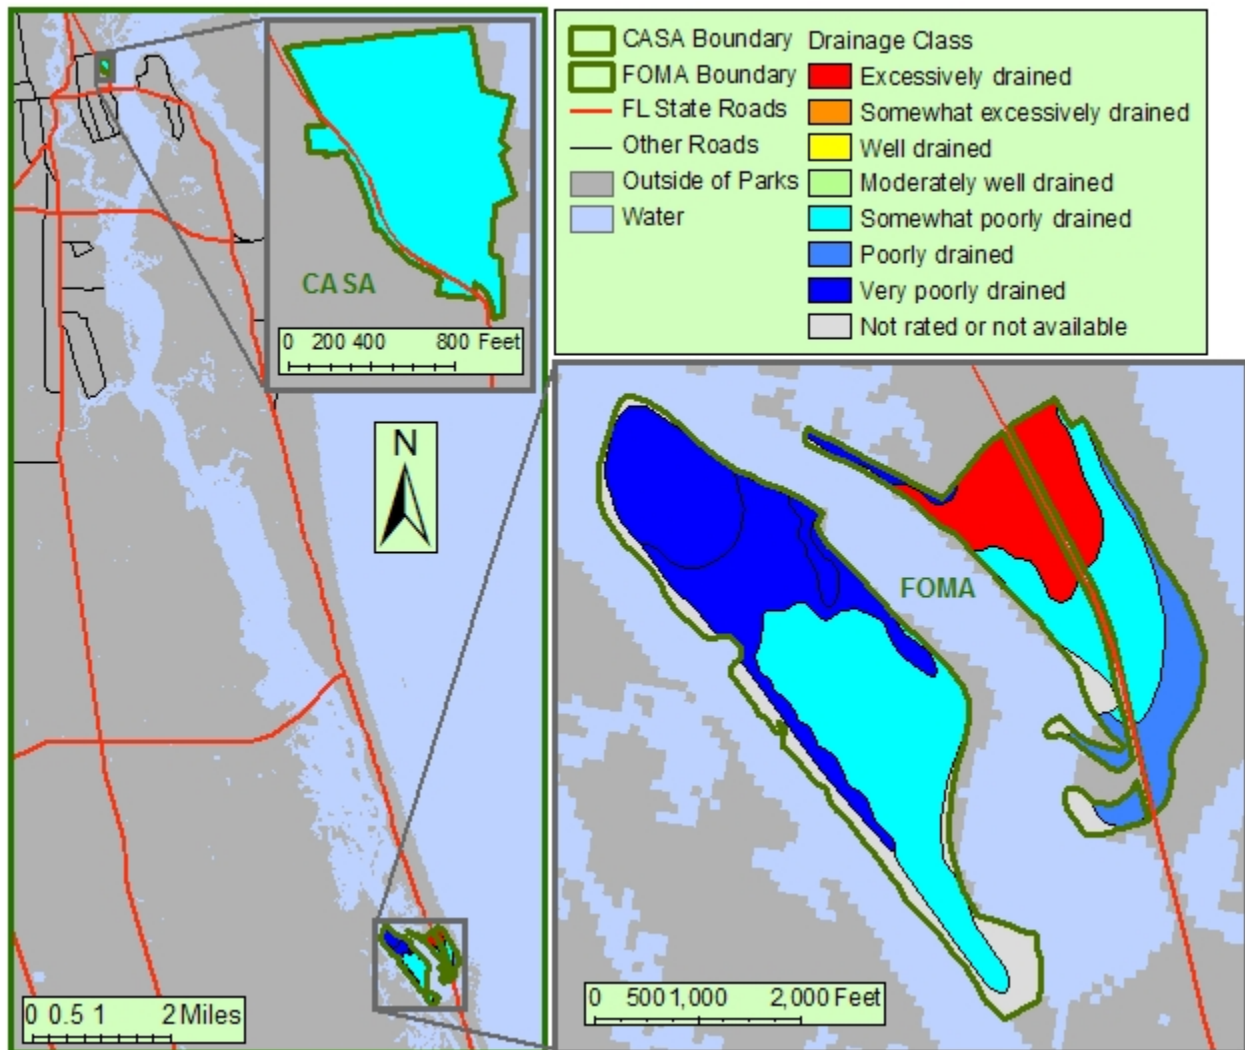 CASA
0 200 400 800 Feet
N
0 0.5 1 2 Miles
CASA Boundary
FOMA Boundary
FL State Roads
Other Roads
Outside of Parks
Water
Drainage Class
Excessively drained
Somewhat excessively drained
Well drained
Moderately well drained
Somewhat poorly drained
Poorly drained
Very poorly drained
Not rated or not available
FOMA
0 500 1,000 2,000 Feet